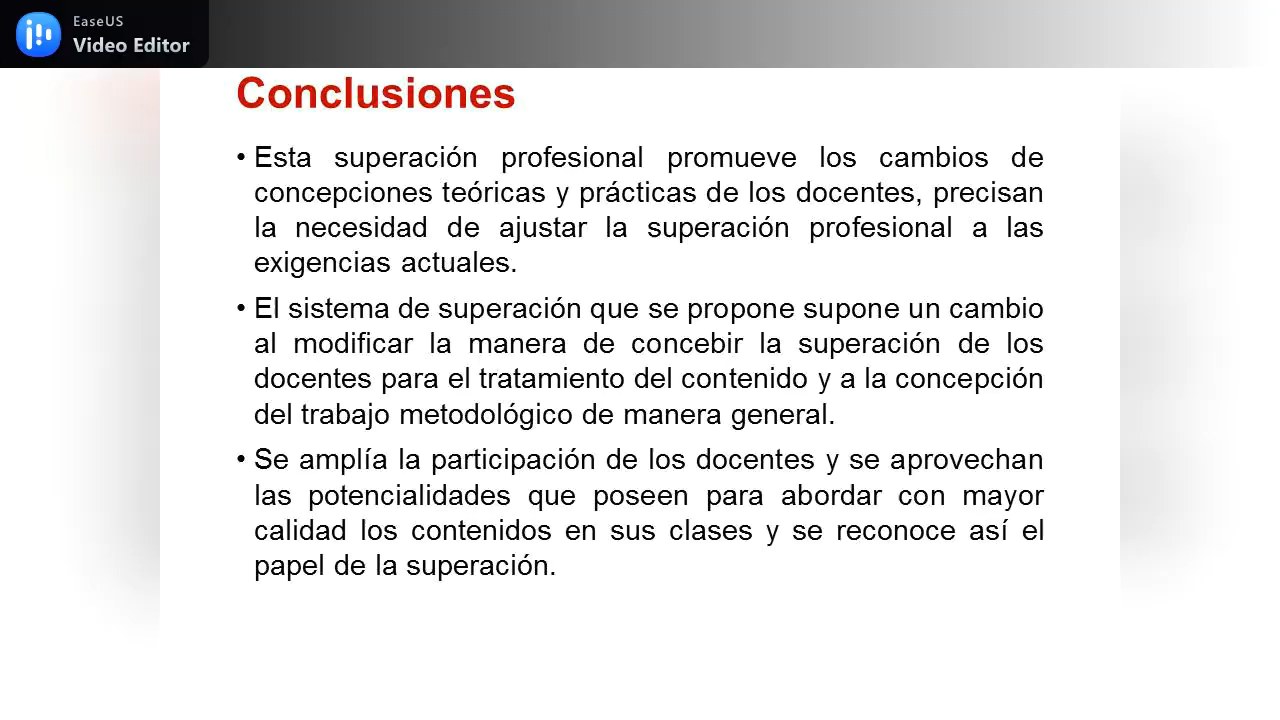 EaseUS
Video Editor
Conclusiones
• Esta superación profesional promueve los cambios de
concepciones teóricas y prácticas de los docentes, precisan
la necesidad de ajustar la superación profesional a las
exigencias actuales.
• El sistema de superación que se propone supone un cambio
al modificar la manera de concebir la superación de los
docentes para el tratamiento del contenido y a la concepción
del trabajo metodológico de manera general.
• Se amplía la participación de los docentes y se aprovechan
las potencialidades que poseen para abordar con mayor
calidad los contenidos en sus clases y se reconoce así el
papel de la superación.